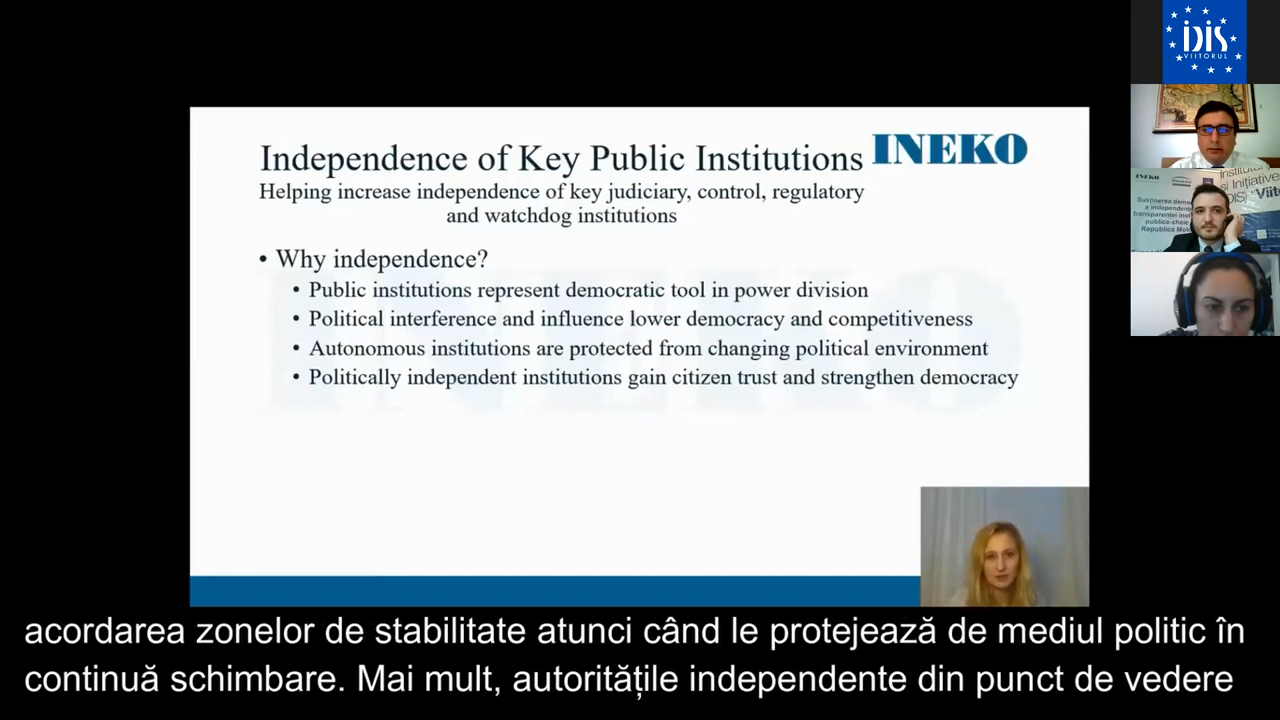 Independence of Key Public Institutions
INEKO
Helping increase independence of key judiciary, control, regulatory
and watchdog institutions
• Why independence?
• Public institutions represent democratic tool in power division
• Political interference and influence lower democracy and competitiveness
• Autonomous institutions are protected from changing political environment
• Politically independent institutions gain citizen trust and strengthen democracy
IDIS
VIITORUL
INEKO
Republica
acordarea zonelor de stabilitate atunci când le protejează de mediul politic în
continuă schimbare. Mai mult, autoritățile independente din punct de vedere